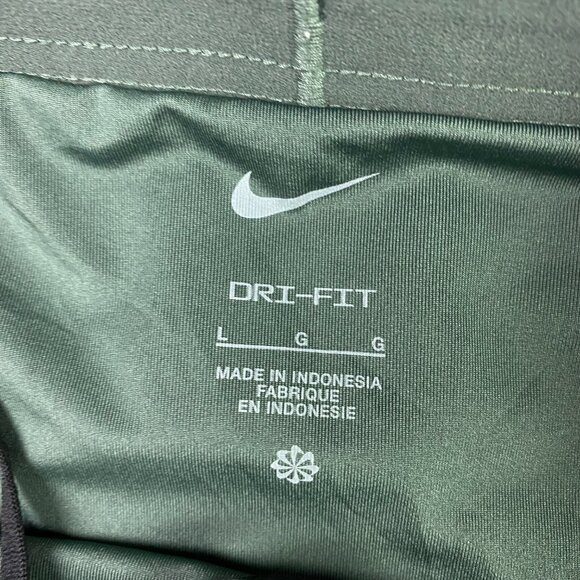 DRI-FIT
L G G
MADE IN INDONESIA
FABRIQUE
EN INDONESIE